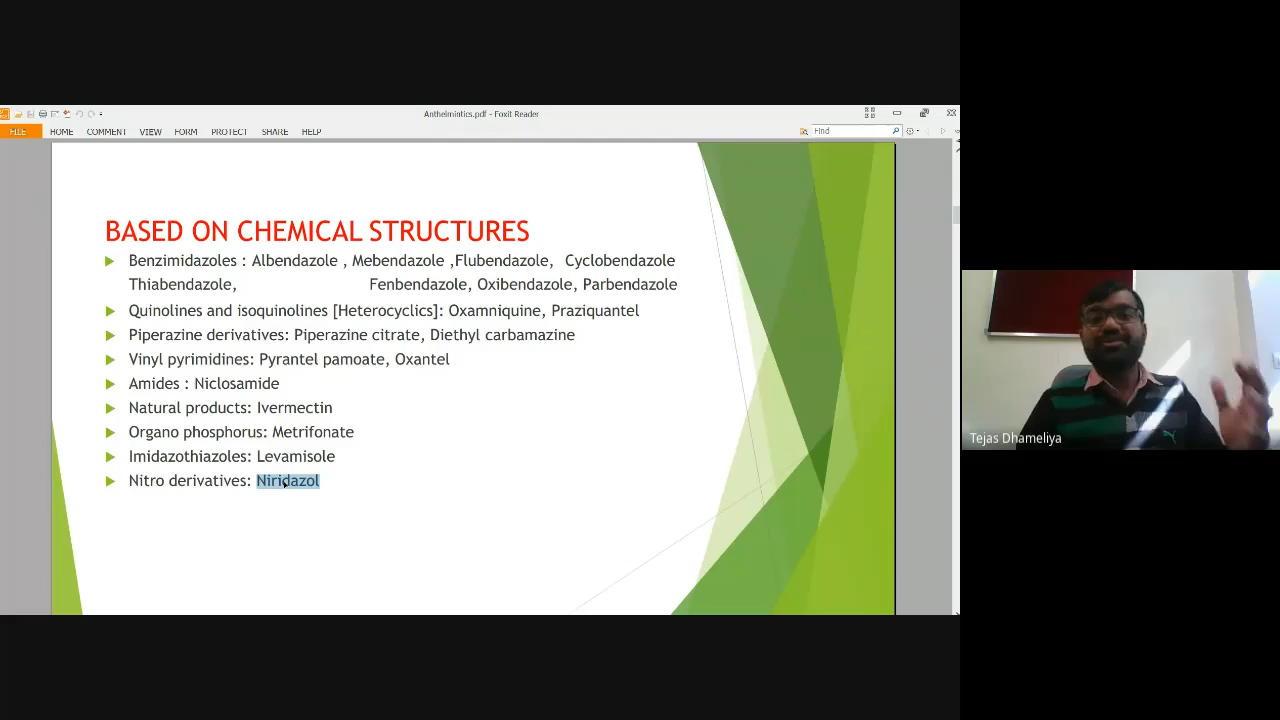 Anthelmintics.pdf - Foxit Reader
FILE HOME COMMENT VIEW FORM PROTECT SHARE HELP Find
BASED ON CHEMICAL STRUCTURES
Benzimidazoles : Albendazole , Mebendazole ,Flubendazole, Cyclobendazole
Thiabendazole, Fenbendazole, Oxibendazole, Parbendazole
Quinolines and isoquinolines [Heterocyclics]: Oxamniquine, Praziquantel
Piperazine derivatives: Piperazine citrate, Diethyl carbamazine
Vinyl pyrimidines: Pyrantel pamoate, Oxantel
Amides : Niclosamide
Natural products: Ivermectin
Organo phosphorus: Metrifonate
Imidazothiazoles: Levamisole
Nitro derivatives: Niridazol
Tejas Dhameliya